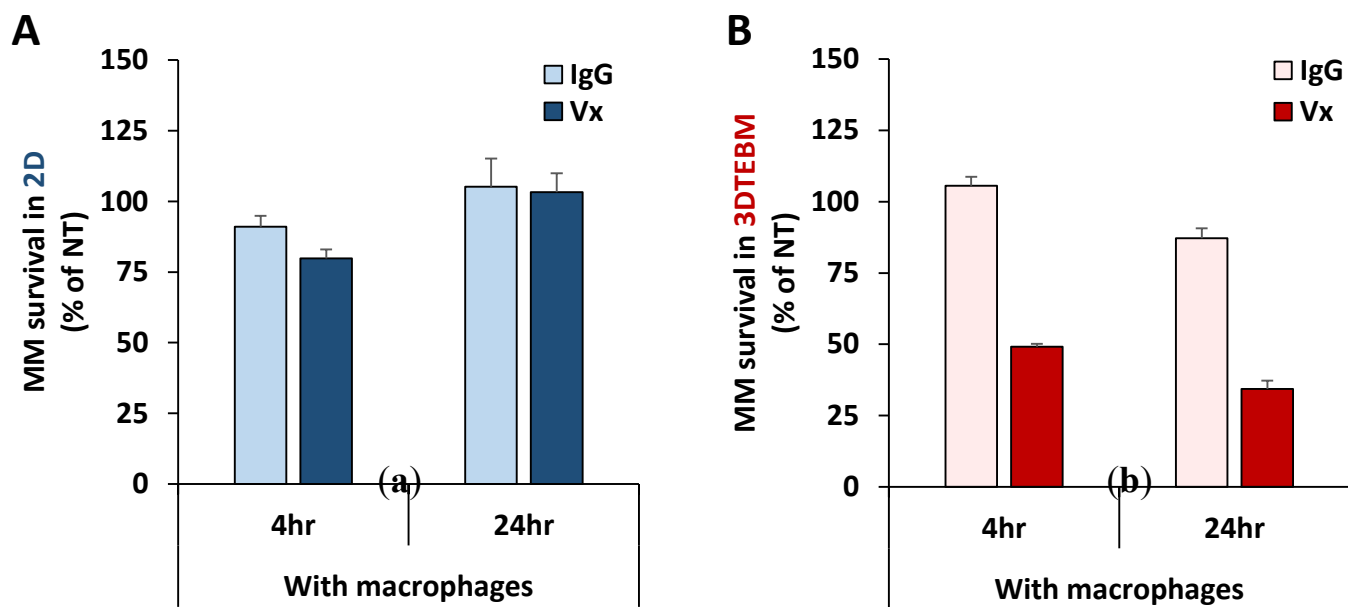 A
MM survival in 2D
(% of NT)
150
125
100
75
50
25
0
IgG
Vx
(a)
4hr
24hr
With macrophages
B
MM survival in 3DTEBM
(% of NT)
150
125
100
75
50
25
0
IgG
Vx
(b)
4hr
24hr
With macrophages